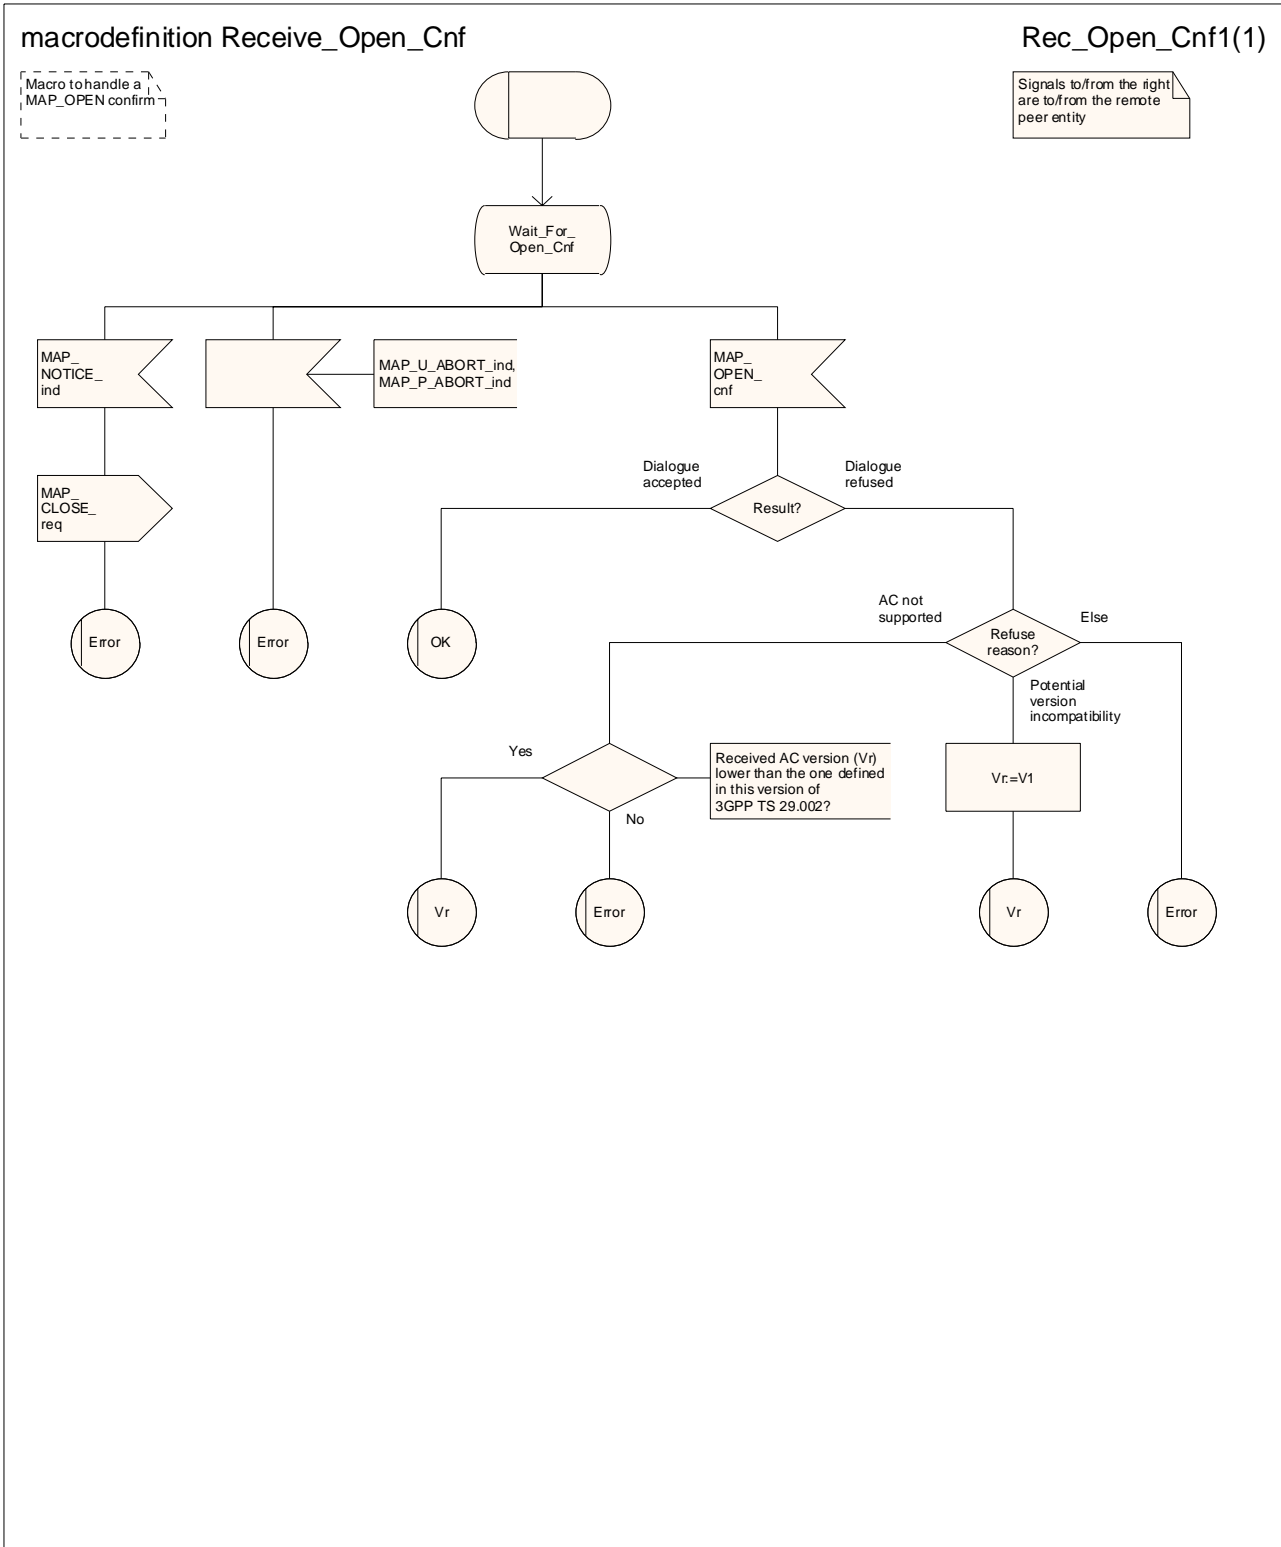 macrodefinition Receive_Open_Cnf
Rec_Open_Cnf1(1)
Macro to handle a
MAP_OPEN confirm
Signals to/from the right
are to/from the remote
peer entity
Wait_For_
Open_Cnf
MAP_
NOTICE_
ind
MAP_U_ABORT_ind,
MAP_P_ABORT_ind
MAP_
OPEN_
cnf
Dialogue
accepted
Dialogue
refused
MAP_
CLOSE_
req
Result?
AC not
supported
Else
Error
Error
OK
Refuse
reason?
Potential
version
incompatibility
Yes
Received AC version (Vr)
lower than the one defined
in this version of
3GPP TS 29.002?
Vr:=V1
No
Vr
Error
Vr
Error